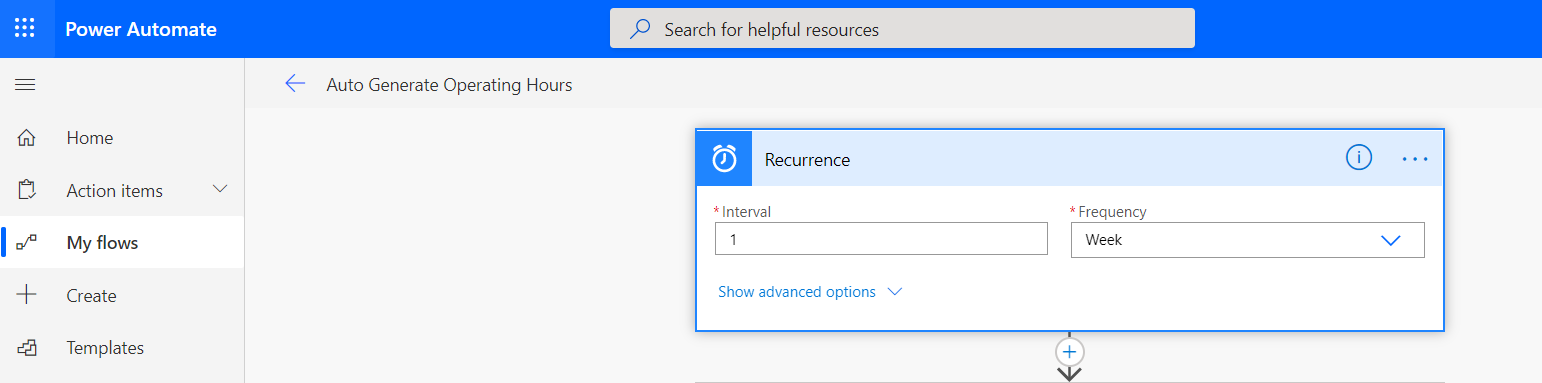 Power Automate
Search for helpful resources
Auto Generate Operating Hours
Home
Action items
My flows
Create
Templates
Recurrence
* Interval
* Frequency
1
Week
Show advanced options